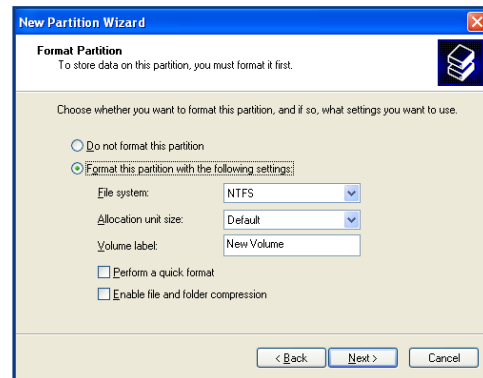 New Partition Wizard
Format Partition
To store data on this partition, you must format it first.
Choose whether you want to format this partition, and if so, what settings you want to use.
Do not format this partition
Format this partition with the following settings:
File system: NTFS
Allocation unit size: Default
Volume label: New Volume
Perform a quick format
Enable file and folder compression
< Back Next > Cancel